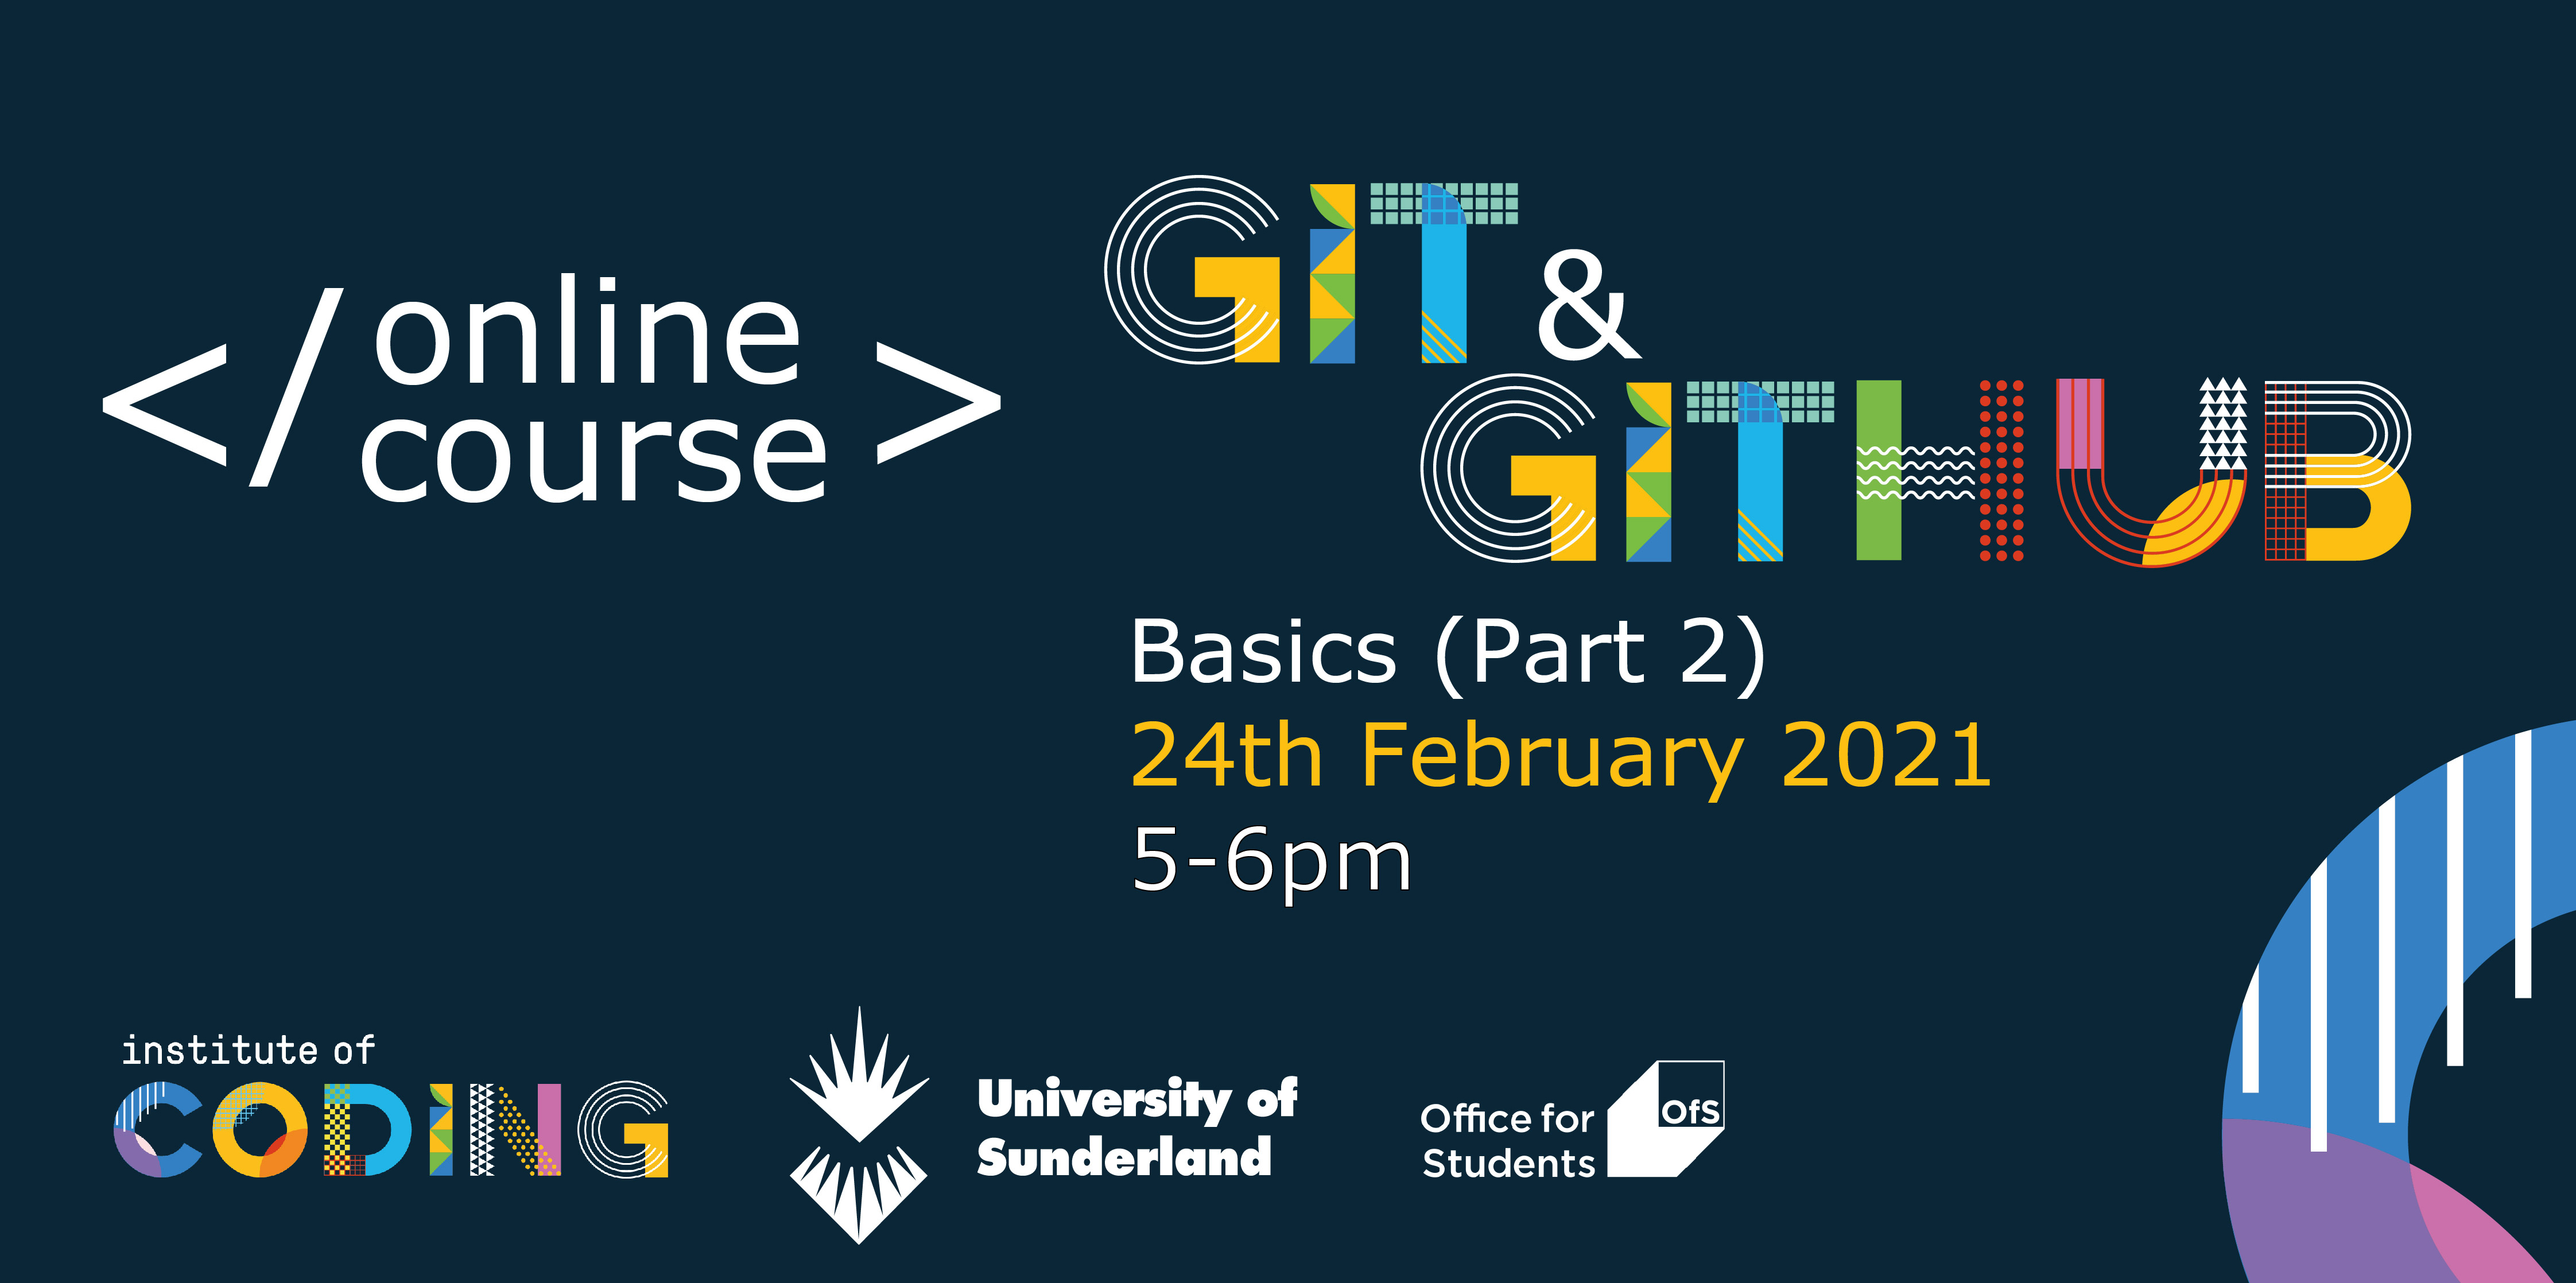 </ online
course >
GiT &
GiTHUB
Basics (Part 2)
24th February 2021
5-6pm
institute of
CODiNG
University of
Sunderland
Office for
Students
OfS